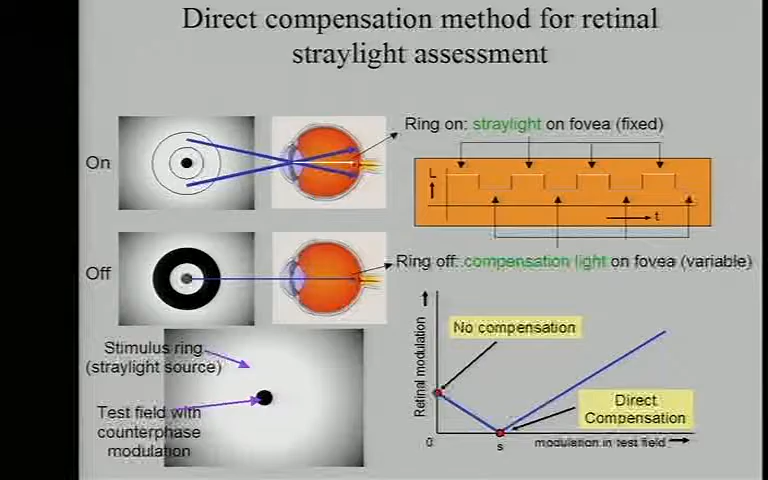 Direct compensation method for retinal
straylight assessment
On
Ring on: straylight on fovea (fixed)
L
t
Off
Ring off: compensation light on fovea (variable)
Stimulus ring
(straylight source)
Test field with
counterphase
modulation
Retinal modulation
No compensation
Direct
Compensation
0
s
modulation in test field